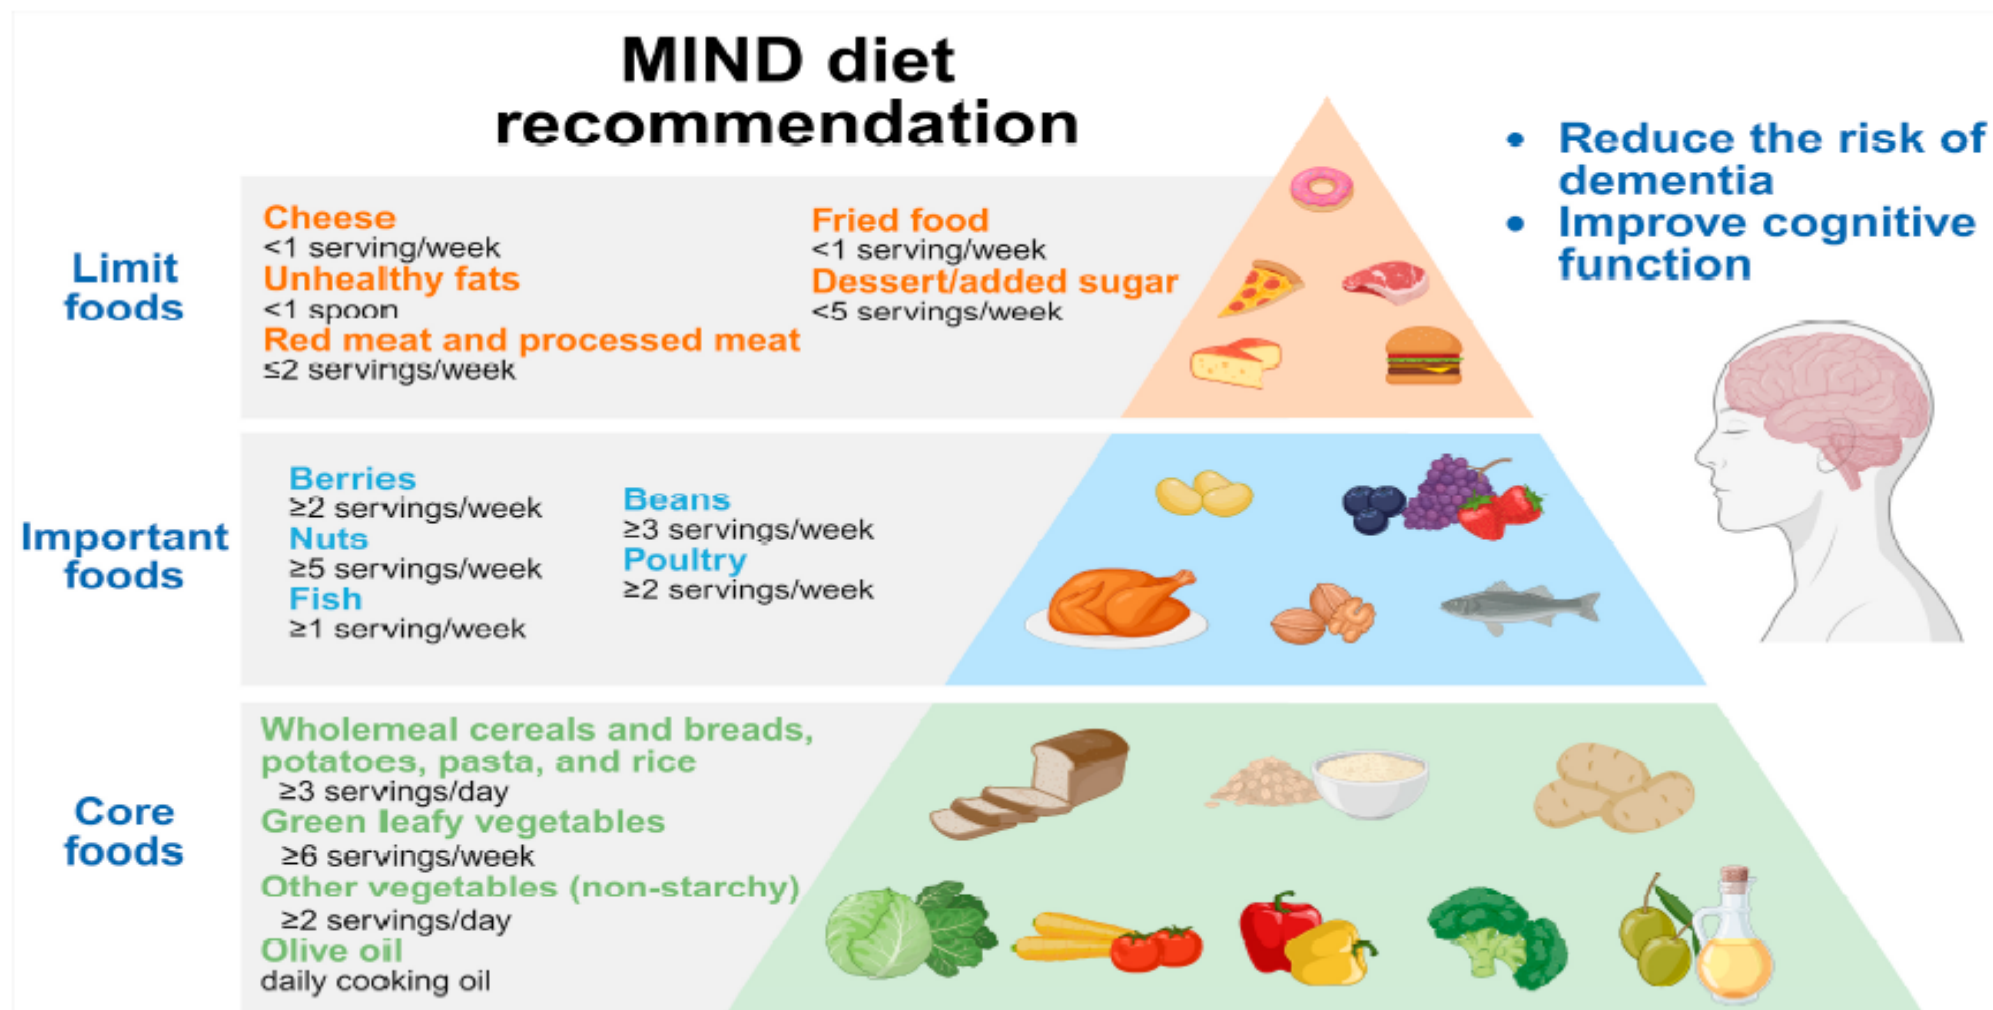 MIND diet
recommendation
Reduce the risk of
dementia
Improve cognitive
function
Limit
foods
Cheese
<1 serving/week
Unhealthy fats
<1 spoon
Red meat and processed meat
≤2 servings/week
Fried food
<1 serving/week
Dessert/added sugar
<5 servings/week
Important
foods
Berries
≥2 servings/week
Nuts
≥5 servings/week
Fish
≥1 serving/week
Beans
≥3 servings/week
Poultry
≥2 servings/week
Core
foods
Wholemeal cereals and breads,
potatoes, pasta, and rice
≥3 servings/day
Green leafy vegetables
≥6 servings/week
Other vegetables (non-starchy)
≥2 servings/day
Olive oil
daily cooking oil